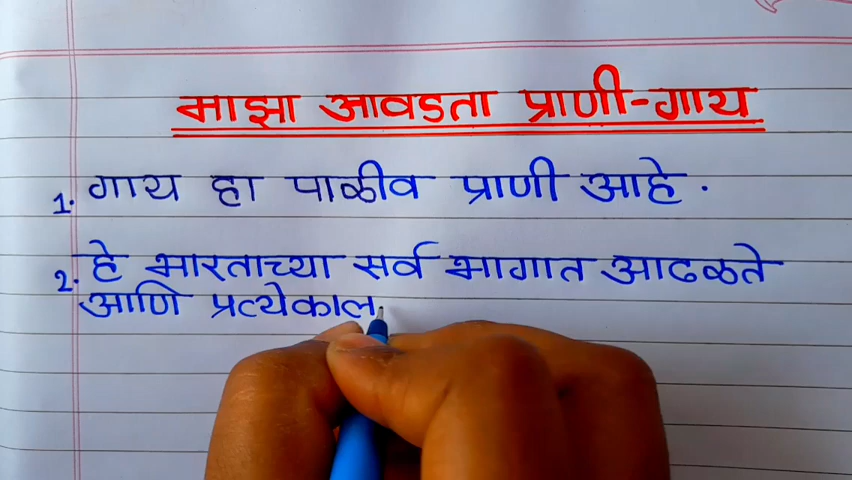 माझा आवडता प्राणी-गाय
1. गाय हा पाळीव प्राणी आहे.
2. हे भारताच्या सर्व भागात आढळते
आणि प्रत्येकाल